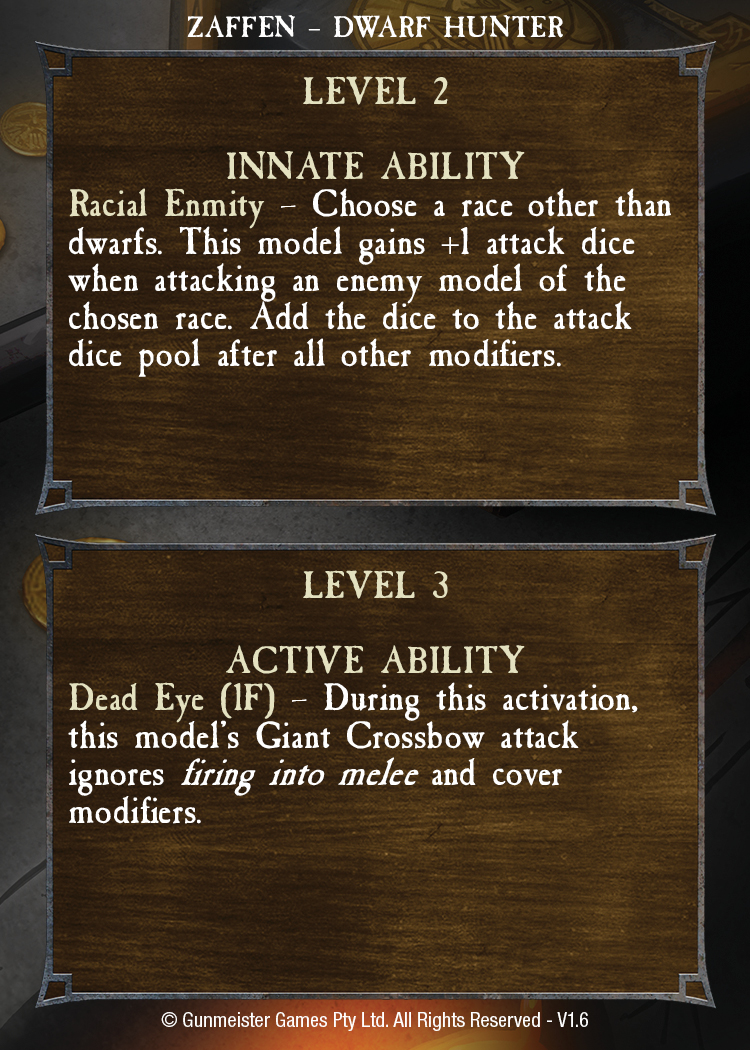 ZAFFEN – DWARF HUNTER
LEVEL 2
INNATE ABILITY
Racial Enmity – Choose a race other than
dwarfs. This model gains +1 attack dice
when attacking an enemy model of the
chosen race. Add the dice to the attack
dice pool after all other modifiers.
LEVEL 3
ACTIVE ABILITY
Dead Eye (1F) – During this activation,
this model's Giant Crossbow attack
ignores firing into melee and cover
modifiers.
© Gunmeister Games Pty Ltd. All Rights Reserved - V1.6